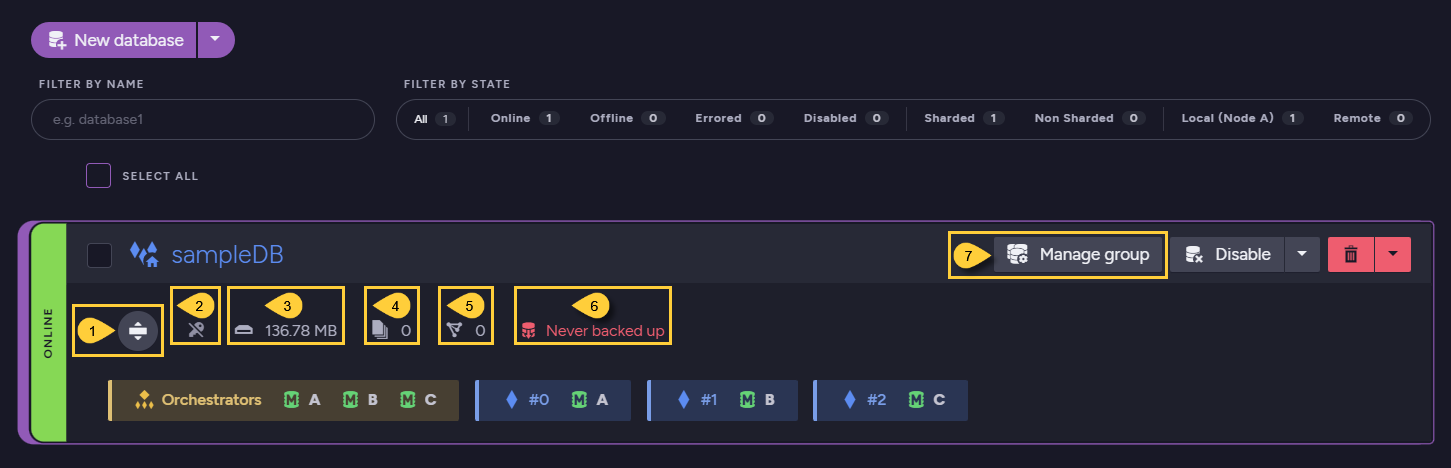 New database
FILTER BY NAME
FILTER BY STATE
e.g. database1
All 1 Online 1 Offline 0 Errored 0 Disabled 0 Sharded 1 Non Sharded 0 Local (Node A) 1 Remote 0
SELECT ALL
ONLINE
sampleDB
7 Manage group Disable
1 2 3 4 5 6
136.78 MB 0 0 Never backed up
Orchestrators M A M B M C #0 M A #1 M B #2 M C